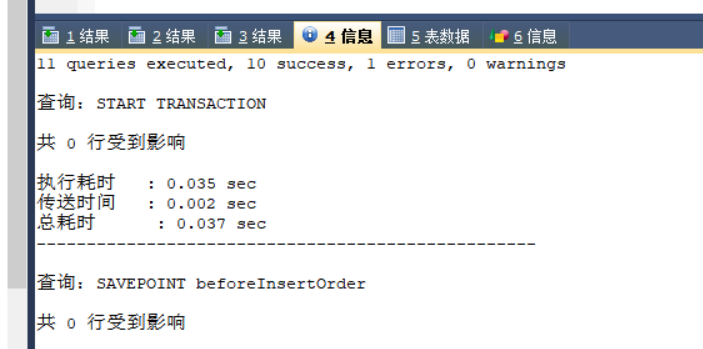 1 结果 2 结果 3 结果 4 信息 5 表数据 6 信息
11 queries executed, 10 success, 1 errors, 0 warnings
查询: START TRANSACTION
共 0 行受到影响
执行耗时 : 0.035 sec
传送时间 : 0.002 sec
总耗时 : 0.037 sec
--------------------------------------------------
查询: SAVEPOINT beforeInsertOrder
共 0 行受到影响